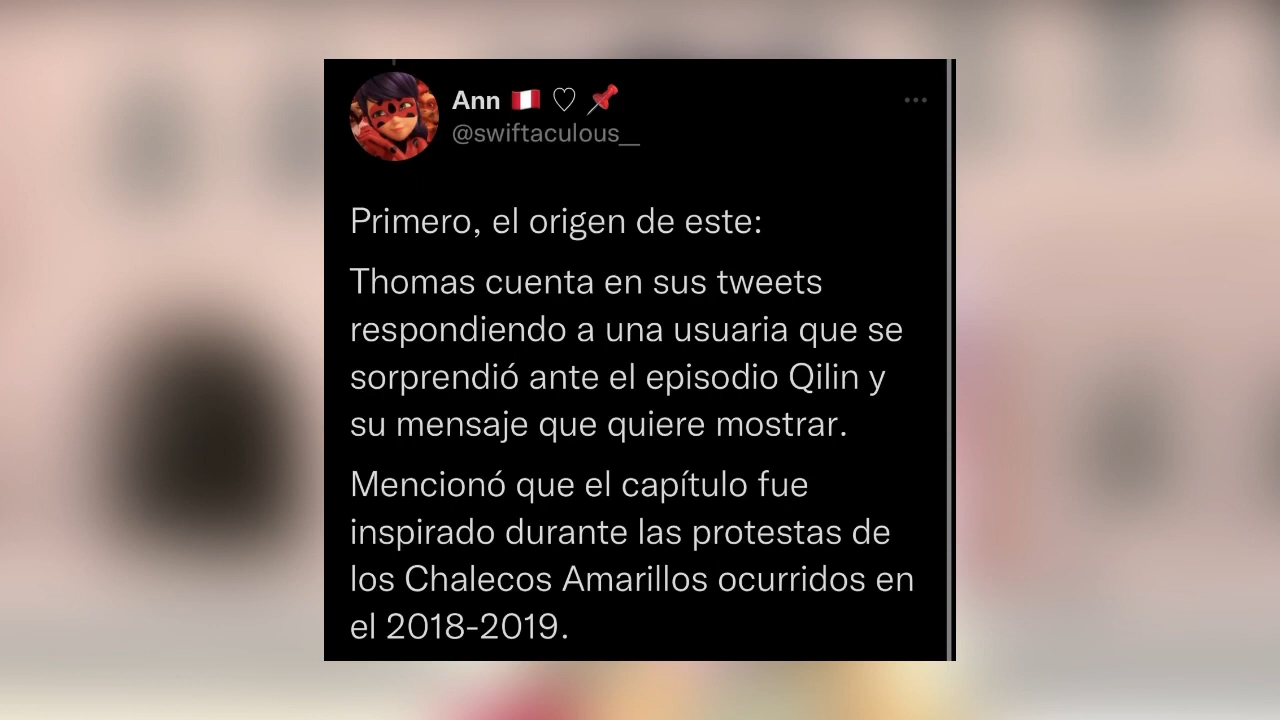 Ann 🇵🇪 ♡ 📌
@swiftaculous__
Primero, el origen de este:
Thomas cuenta en sus tweets
respondiendo a una usuaria que se
sorprendió ante el episodio Qilin y
su mensaje que quiere mostrar.
Mencionó que el capítulo fue
inspirado durante las protestas de
los Chalecos Amarillos ocurridos en
el 2018-2019.